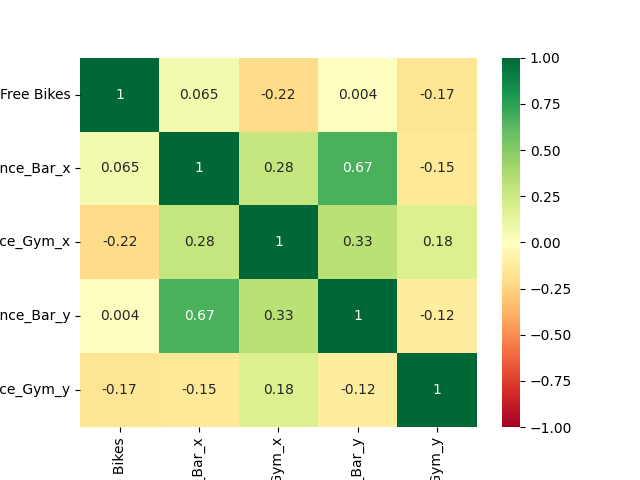 Free Bikes 1 0.065 -0.22 0.004 -0.17
nce_Bar_x 0.065 1 0.28 0.67 -0.15
ce_Gym_x -0.22 0.28 1 0.33 0.18
nce_Bar_y 0.004 0.67 0.33 1 -0.12
ce_Gym_y -0.17 -0.15 0.18 -0.12 1
Bikes
_Bar_x
Gym_x
_Bar_y
Gym_y
1.00
0.75
0.50
0.25
0.00
−0.25
−0.50
−0.75
−1.00